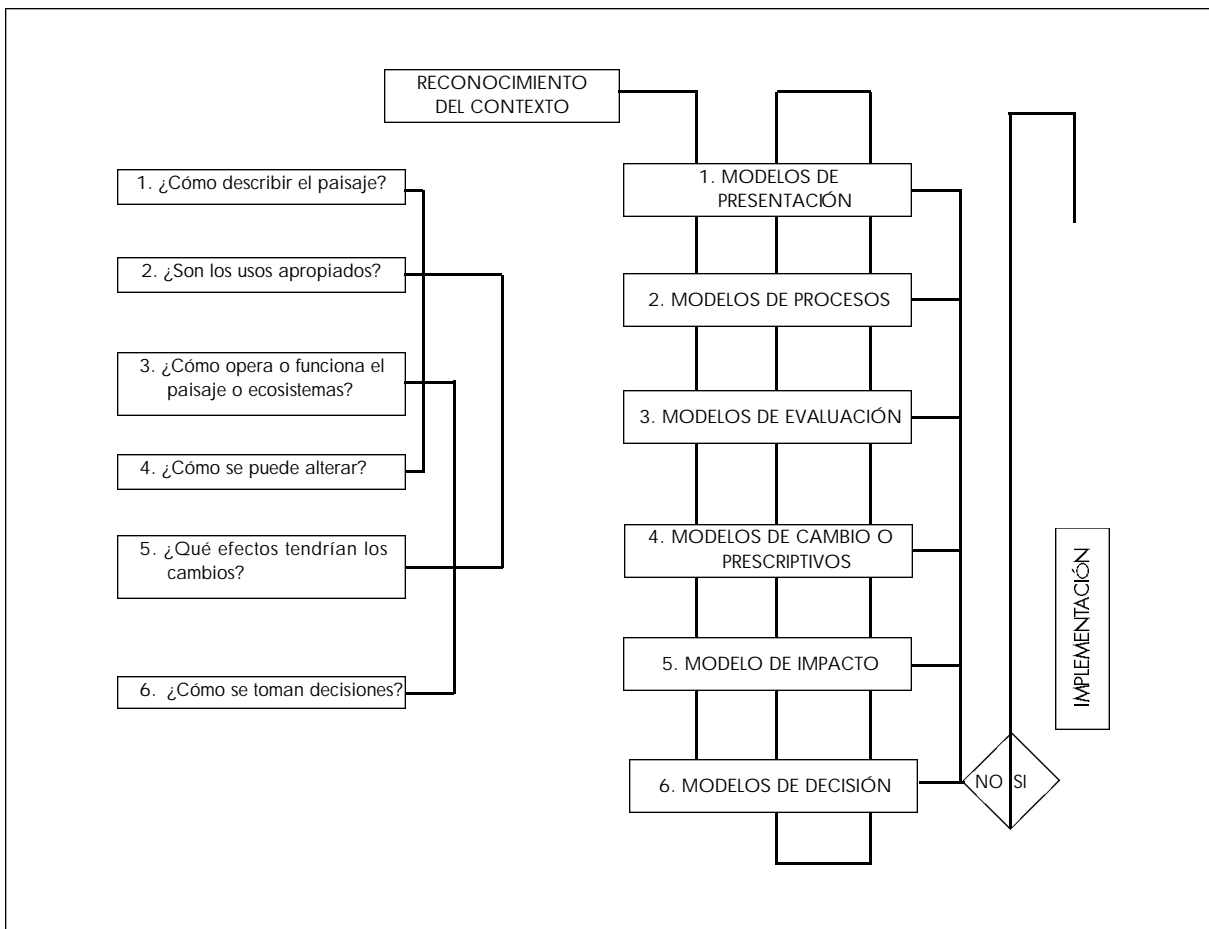 RECONOCIMIENTO
DEL CONTEXTO
1. ¿Cómo describir el paisaje?
2. ¿Son los usos apropiados?
3. ¿Cómo opera o funciona el
paisaje o ecosistemas?
4. ¿Cómo se puede alterar?
5. ¿Qué efectos tendrían los
cambios?
6. ¿Cómo se toman decisiones?
1. MODELOS DE
PRESENTACIÓN
2. MODELOS DE PROCESOS
3. MODELOS DE EVALUACIÓN
4. MODELOS DE CAMBIO O
PRESCRIPTIVOS
5. MODELO DE IMPACTO
6. MODELOS DE DECISIÓN
NO SI
IMPLEMENTACIÓN